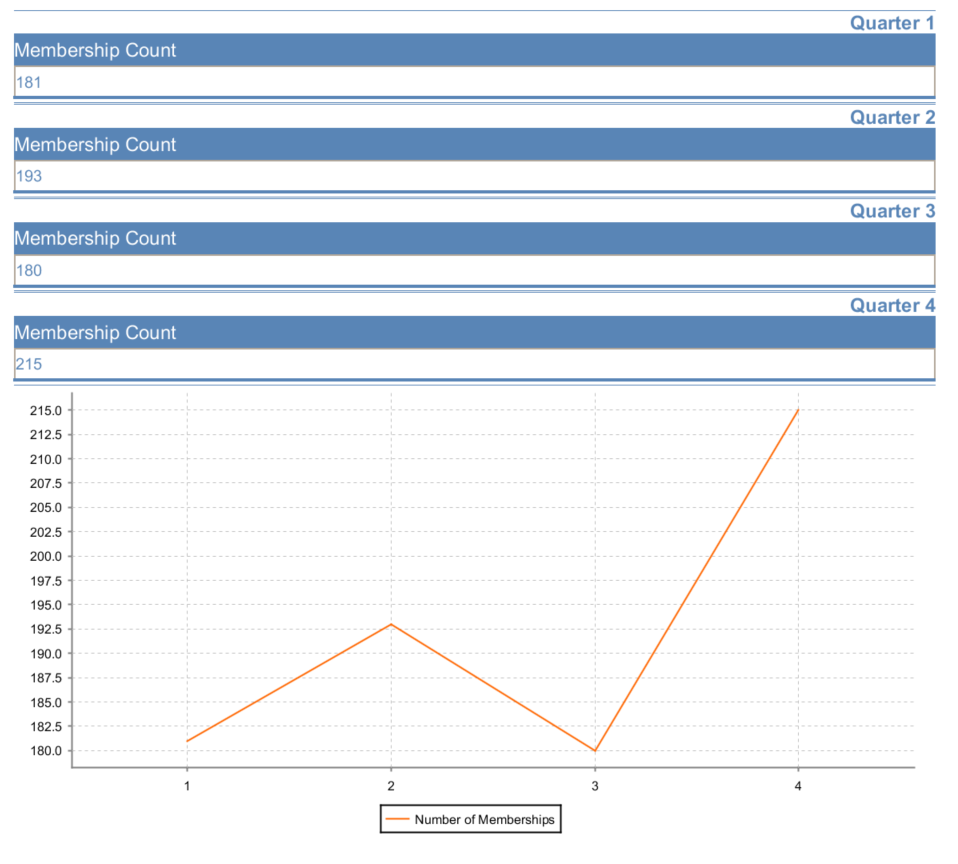 Quarter 1
Membership Count
181
Quarter 2
Membership Count
193
Quarter 3
Membership Count
180
Quarter 4
Membership Count
215
215.0
212.5
210.0
207.5
205.0
202.5
200.0
197.5
195.0
192.5
190.0
187.5
185.0
182.5
180.0
1 2 3 4
Number of Memberships